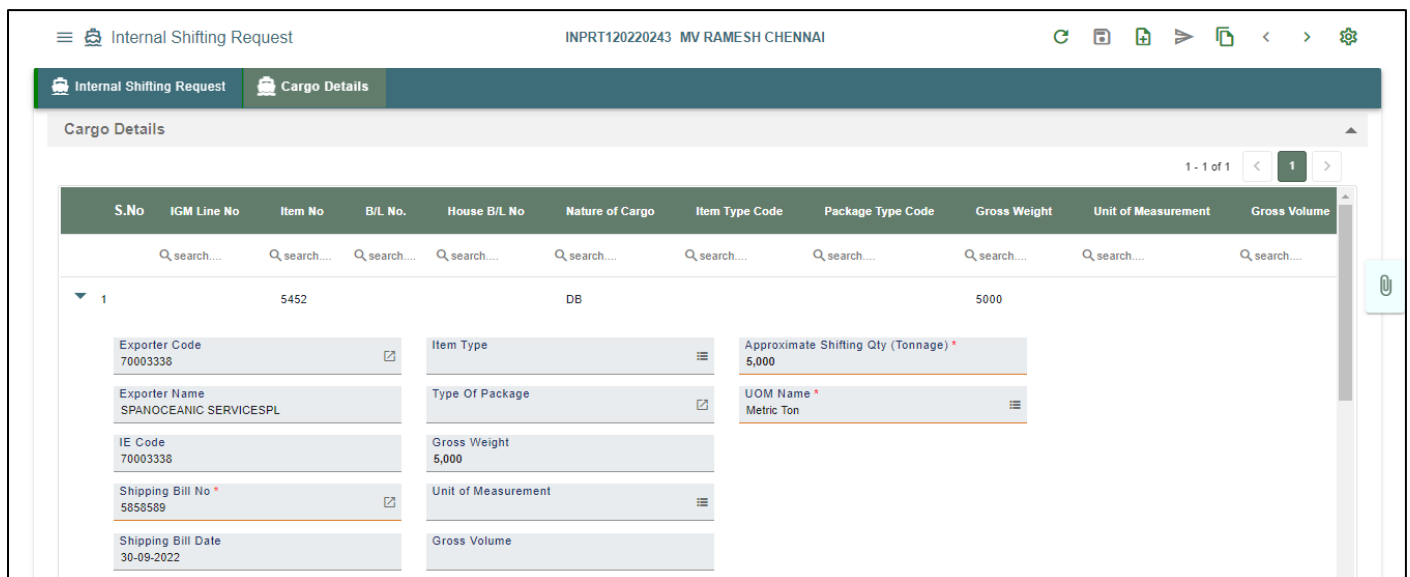 Internal Shifting Request INPRT120220243 MV RAMESH CHENNAI
Internal Shifting Request Cargo Details
Cargo Details
1 - 1 of 1 < 1 >
S.No IGM Line No Item No B/L No. House B/L No Nature of Cargo Item Type Code Package Type Code Gross Weight Unit of Measurement Gross Volume
search.... search.... search.... search.... search.... search.... search.... search.... search.... search....
1 5452 DB 5000
Exporter Code Item Type Approximate Shifting Qty (Tonnage) *
70003338 5,000
Exporter Name Type Of Package UOM Name *
SPANOCEANIC SERVICESPL Metric Ton
IE Code Gross Weight
70003338 5,000
Shipping Bill No * Unit of Measurement
5858589
Shipping Bill Date Gross Volume
30-09-2022